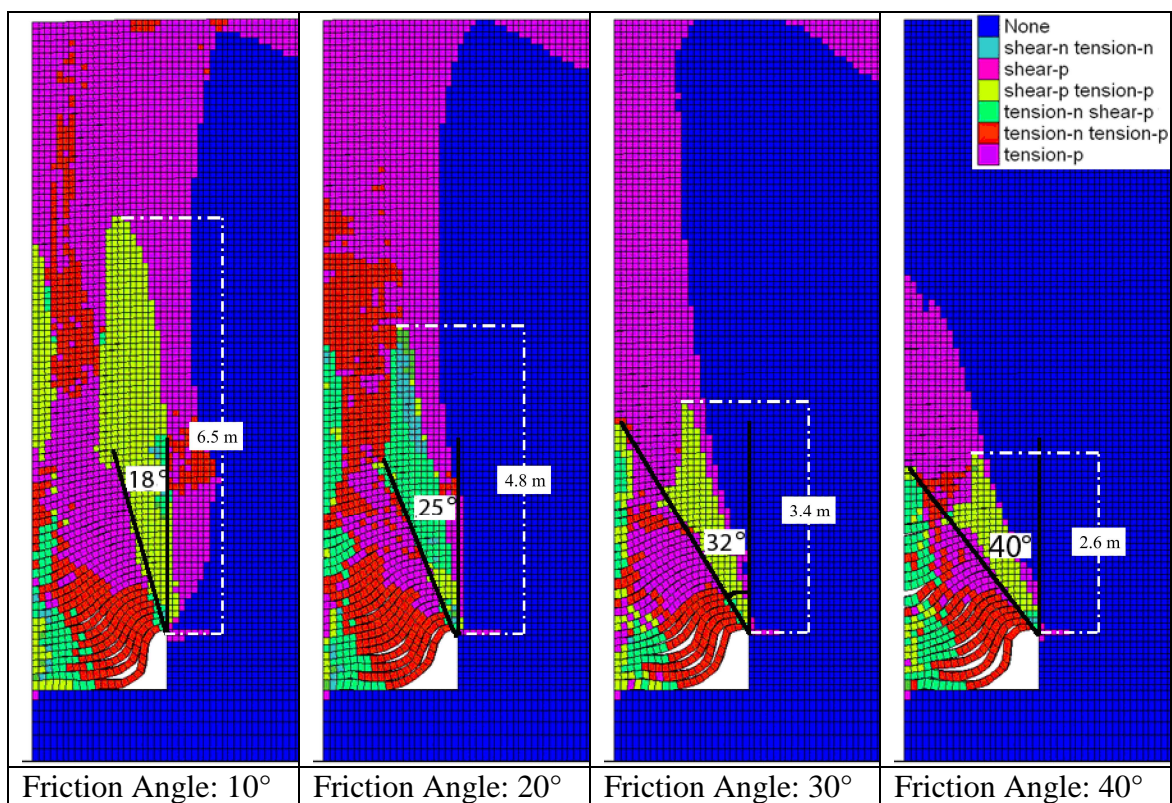 None
shear-n tension-n
shear-p
shear-p tension-p
tension-n shear-p
tension-n tension-p
tension-p
18°
6.5 m
25°
4.8 m
32°
3.4 m
40°
2.6 m
Friction Angle: 10°
Friction Angle: 20°
Friction Angle: 30°
Friction Angle: 40°